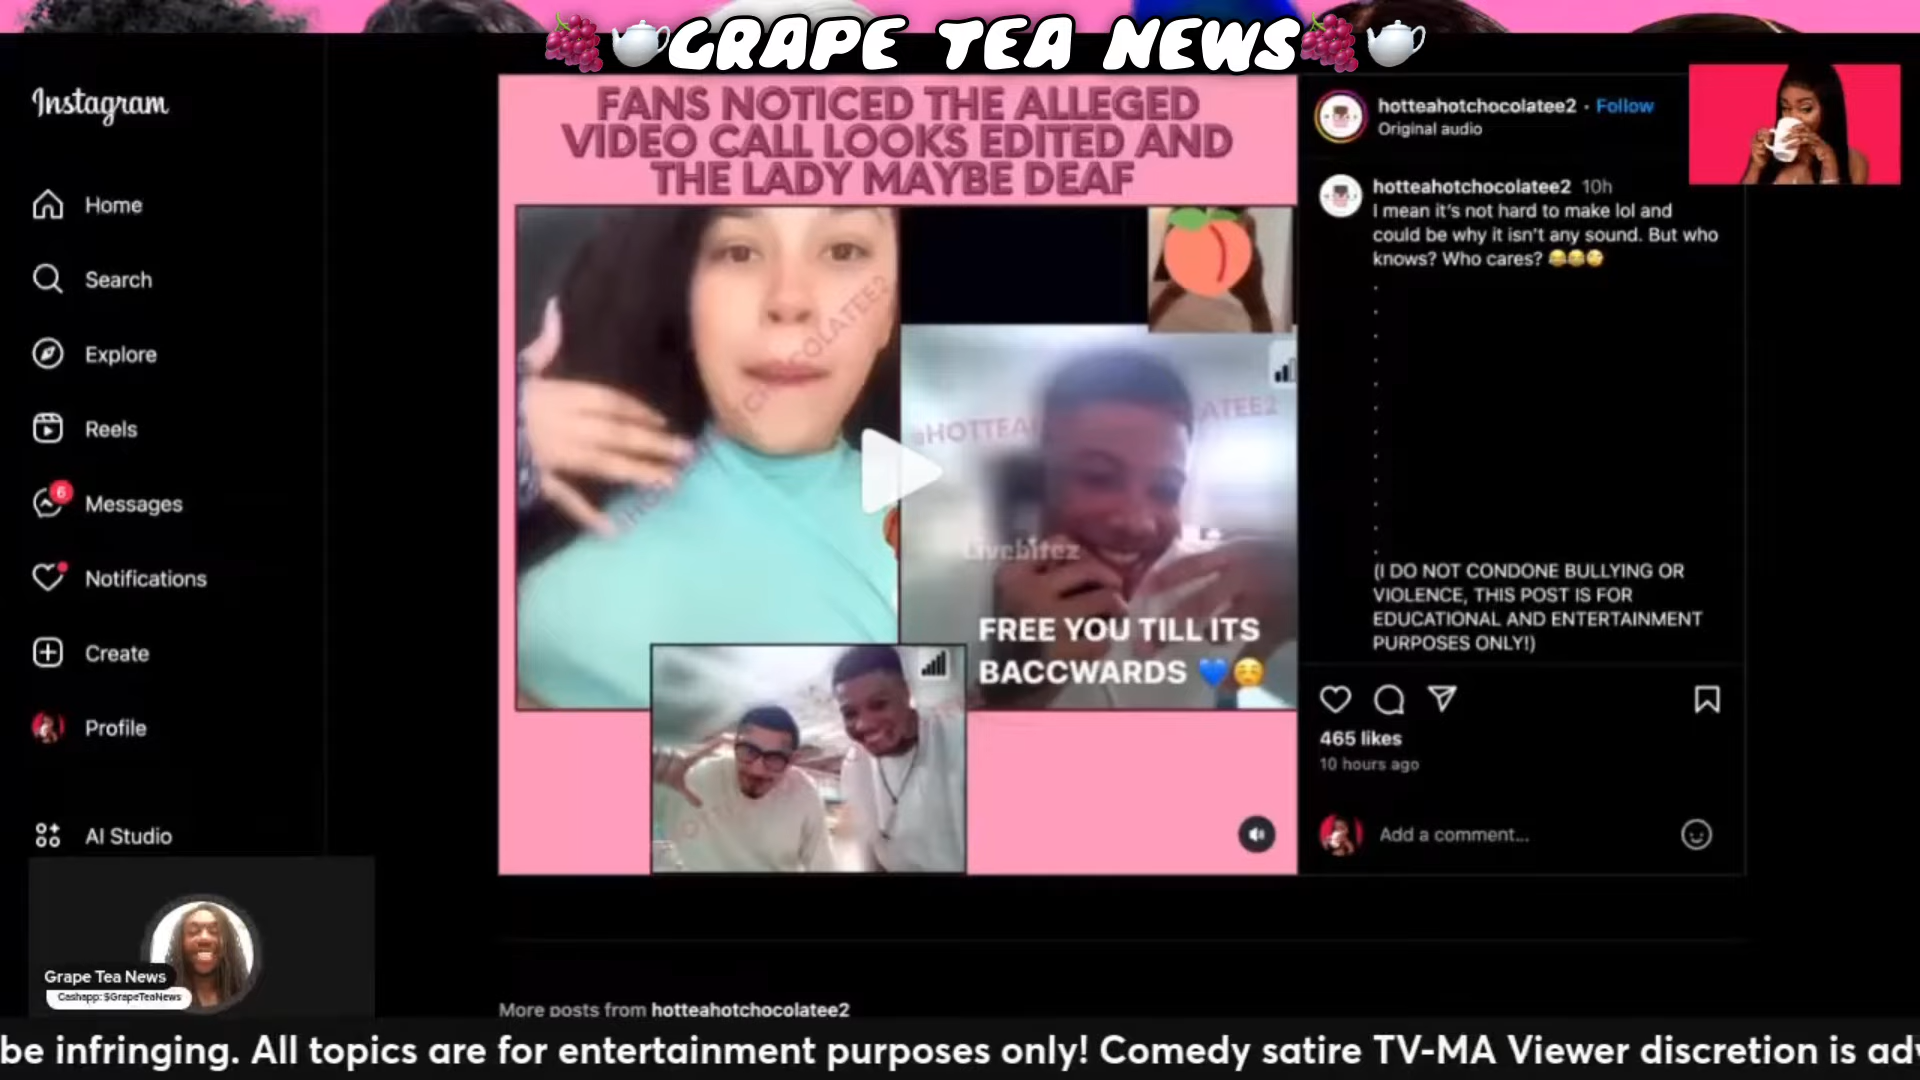 GRAPE TEA NEWS
Instagram
Home
Search
Explore
Reels
6
Messages
Notifications
Create
Profile
AI Studio
FANS NOTICED THE ALLEGED
VIDEO CALL LOOKS EDITED AND
THE LADY MAYBE DEAF
@HOTTEA
ATEE2
Livebitez
FREE YOU TILL ITS
BACCWARDS 💙☺️
hotteahotchocolatee2 · Follow
Original audio
hotteahotchocolatee2 10h
I mean it's not hard to make lol and
could be why it isn't any sound. But who
knows? Who cares? 😂😂🤔
(I DO NOT CONDONE BULLYING OR
VIOLENCE, THIS POST IS FOR
EDUCATIONAL AND ENTERTAINMENT
PURPOSES ONLY!)
465 likes
10 hours ago
Add a comment...
Grape Tea News
Cashapp: $GrapeTeaNews
More posts from hotteahotchocolatee2
be infringing. All topics are for entertainment purposes only! Comedy satire TV-MA Viewer discretion is adv